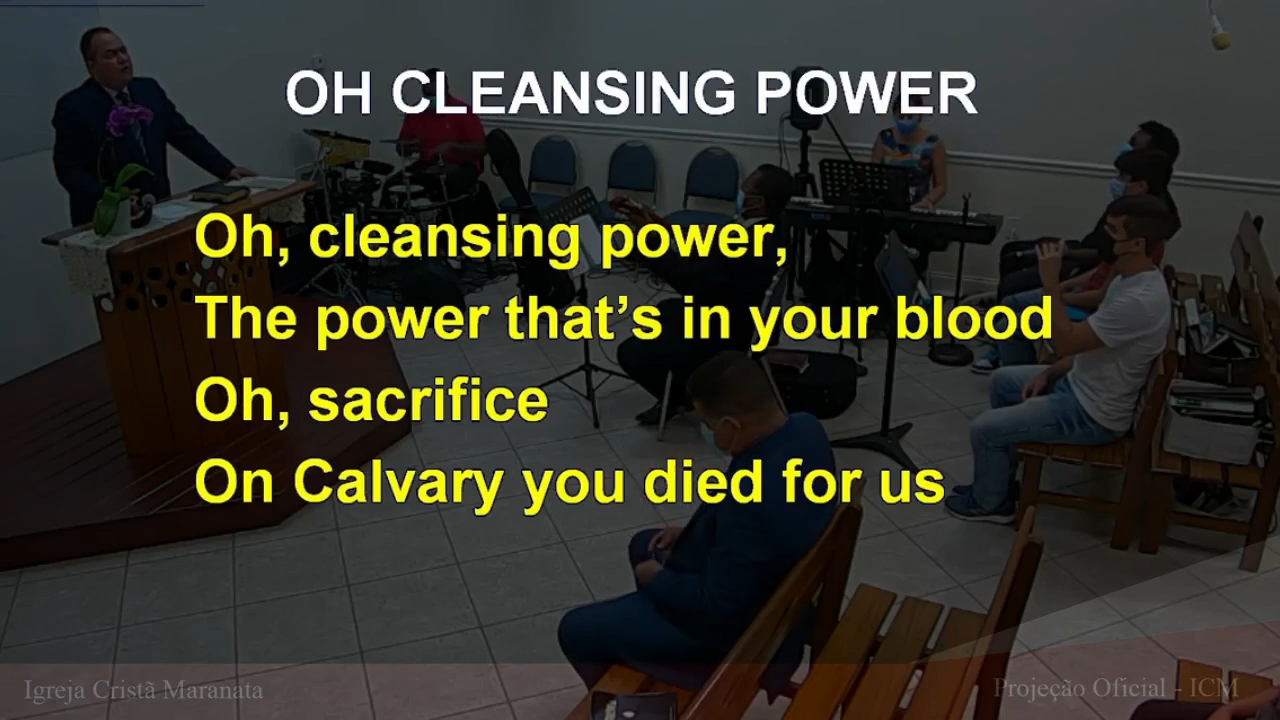 OH CLEANSING POWER
Oh, cleansing power,
The power that’s in your blood
Oh, sacrifice
On Calvary you died for us
Igreja Cristã Maranata
Projeção Oficial - ICM